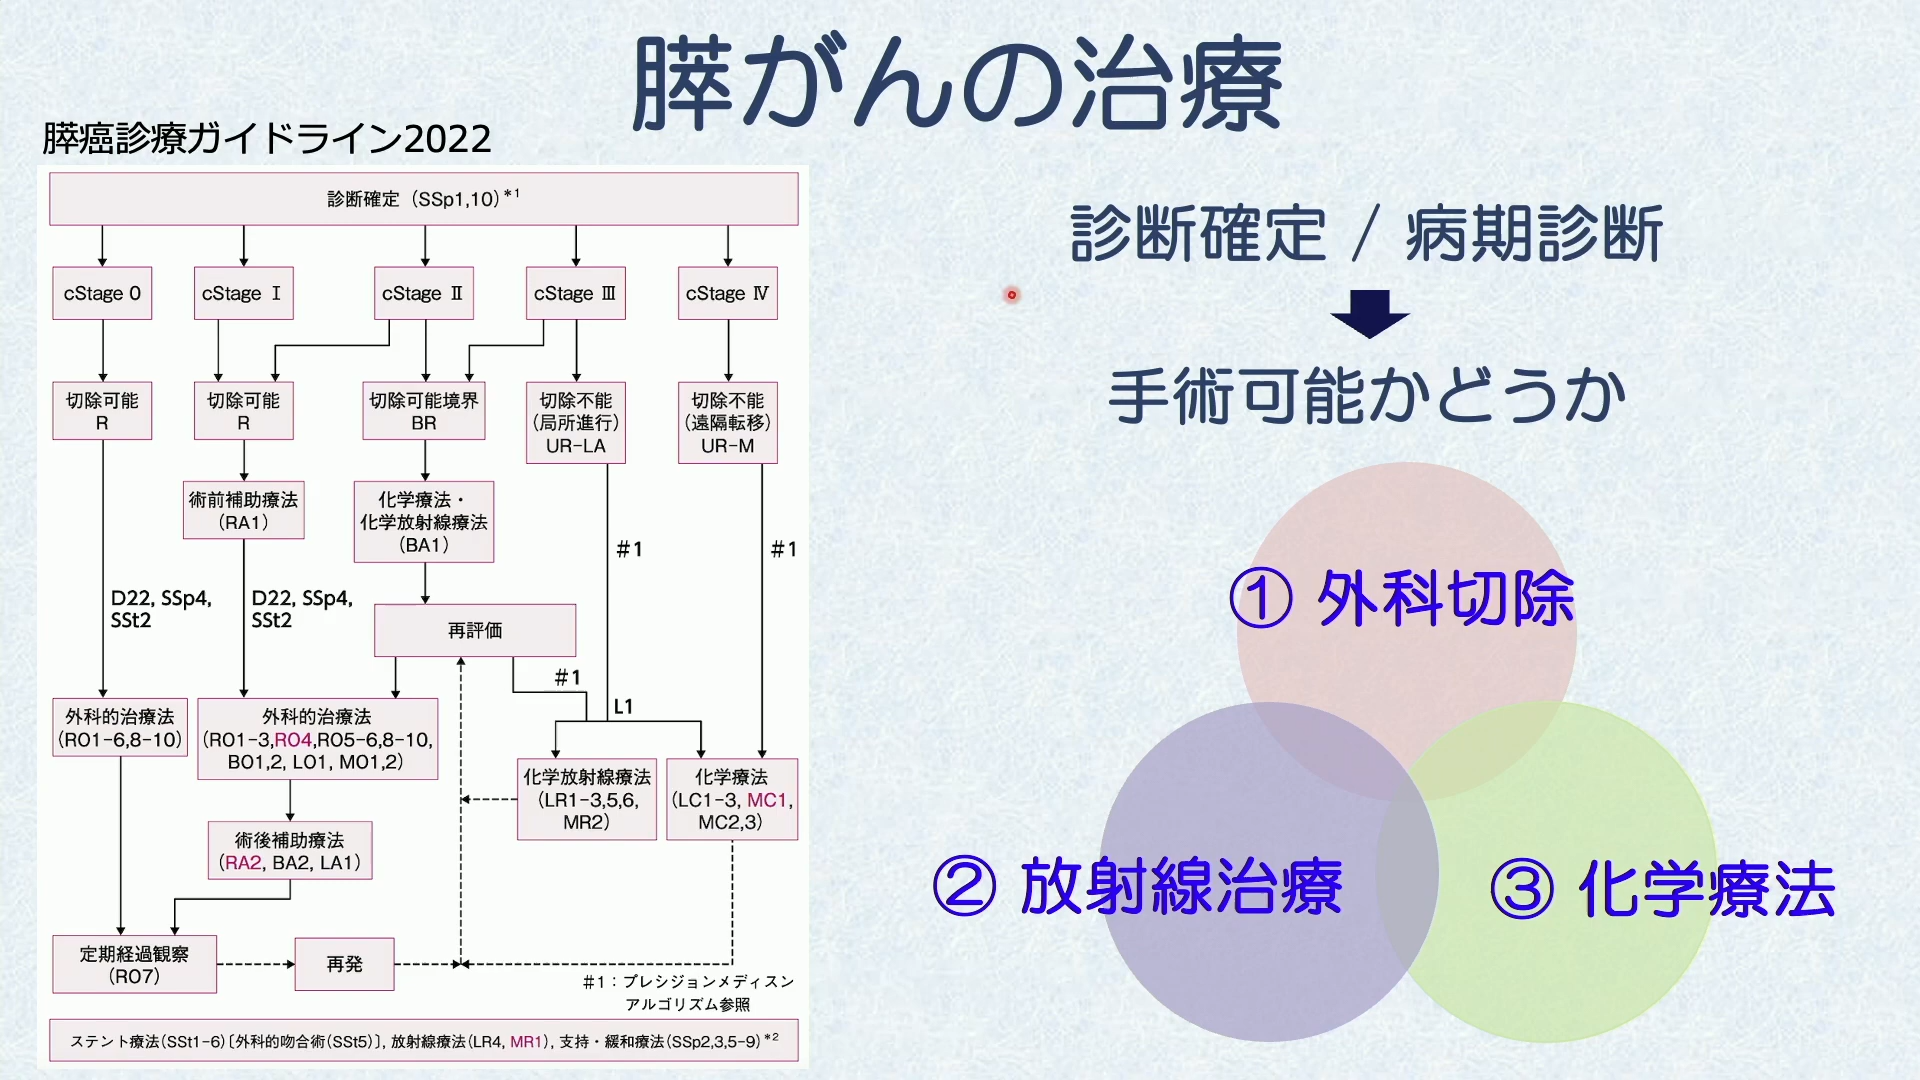 膵がんの治療
膵癌診療ガイドライン2022
診断確定（SSp1,10）*1
cStage 0
cStage Ⅰ
cStage Ⅱ
cStage Ⅲ
cStage Ⅳ
切除可能
R
切除可能
R
切除可能境界
BR
切除不能
（局所進行）
UR-LA
切除不能
（遠隔転移）
UR-M
術前補助療法
（RA1）
化学療法・
化学放射線療法
（BA1）
#1
#1
D22, SSp4,
SSt2
D22, SSp4,
SSt2
再評価
#1
L1
外科的治療法
（RO1-6,8-10）
外科的治療法
（RO1-3,RO4,RO5-6,8-10,
BO1,2, LO1, MO1,2）
化学放射線療法
（LR1-3,5,6,
MR2）
化学療法
（LC1-3, MC1,
MC2,3）
術後補助療法
（RA2, BA2, LA1）
定期経過観察
（RO7）
再発
#1：プレシジョンメディスン
アルゴリズム参照
ステント療法（SSt1-6）〔外科的吻合術（SSt5）〕, 放射線療法（LR4, MR1）, 支持・緩和療法（SSp2,3,5-9）*2
診断確定 / 病期診断
手術可能かどうか
① 外科切除
② 放射線治療
③ 化学療法